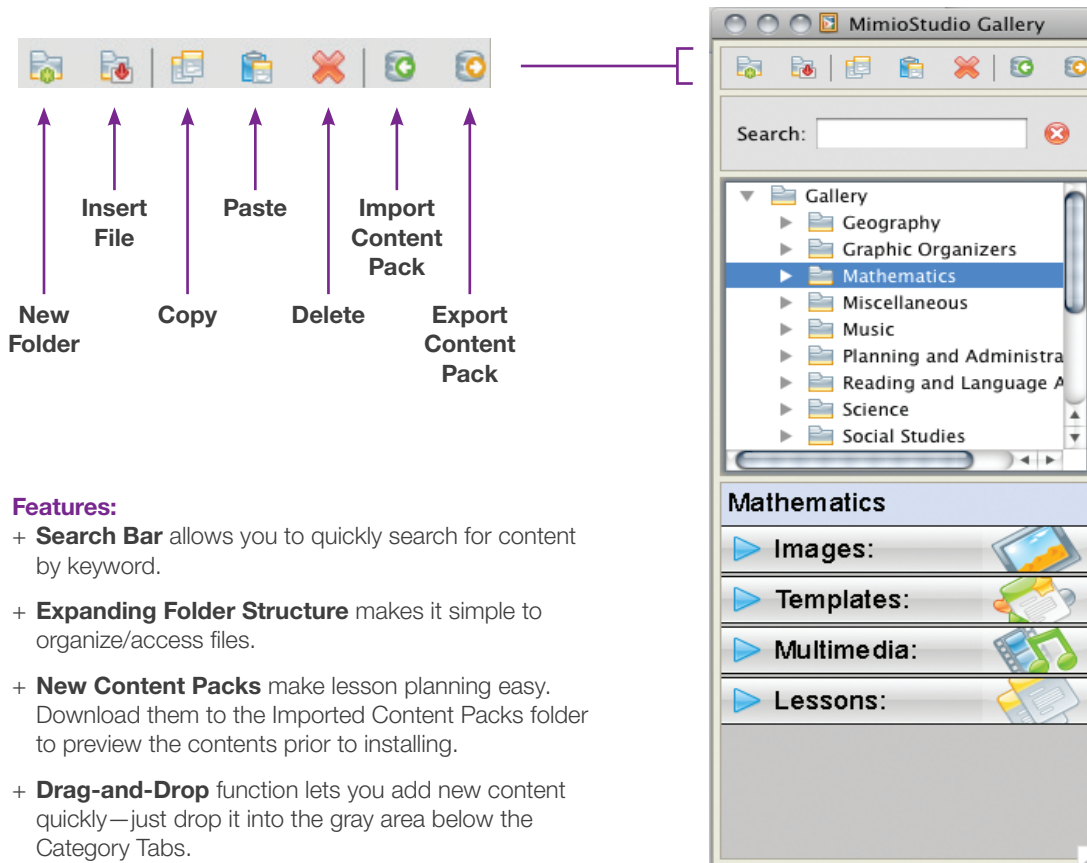 Insert
File
Paste
Import
Content
Pack
New
Folder
Copy
Delete
Export
Content
Pack
Features:
+ Search Bar allows you to quickly search for content
by keyword.
+ Expanding Folder Structure makes it simple to
organize/access files.
+ New Content Packs make lesson planning easy.
Download them to the Imported Content Packs folder
to preview the contents prior to installing.
+ Drag-and-Drop function lets you add new content
quickly—just drop it into the gray area below the
Category Tabs.
MimioStudio Gallery
Search:
Gallery
Geography
Graphic Organizers
Mathematics
Miscellaneous
Music
Planning and Administra
Reading and Language A
Science
Social Studies
Mathematics
Images:
Templates:
Multimedia:
Lessons: